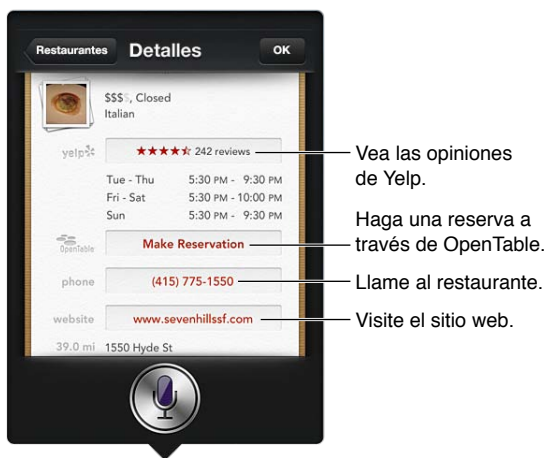 Restaurantes Detalles OK
$$$$, Closed
Italian
yelp 242 reviews
Vea las opiniones
de Yelp.
Tue - Thu 5:30 PM - 9:30 PM
Fri - Sat 5:30 PM - 10:00 PM
Sun 5:30 PM - 9:30 PM
Haga una reserva a
través de OpenTable.
OpenTable Make Reservation
phone (415) 775-1550
Llame al restaurante.
website www.sevenhillssf.com
Visite el sitio web.
39.0 mi 1550 Hyde St